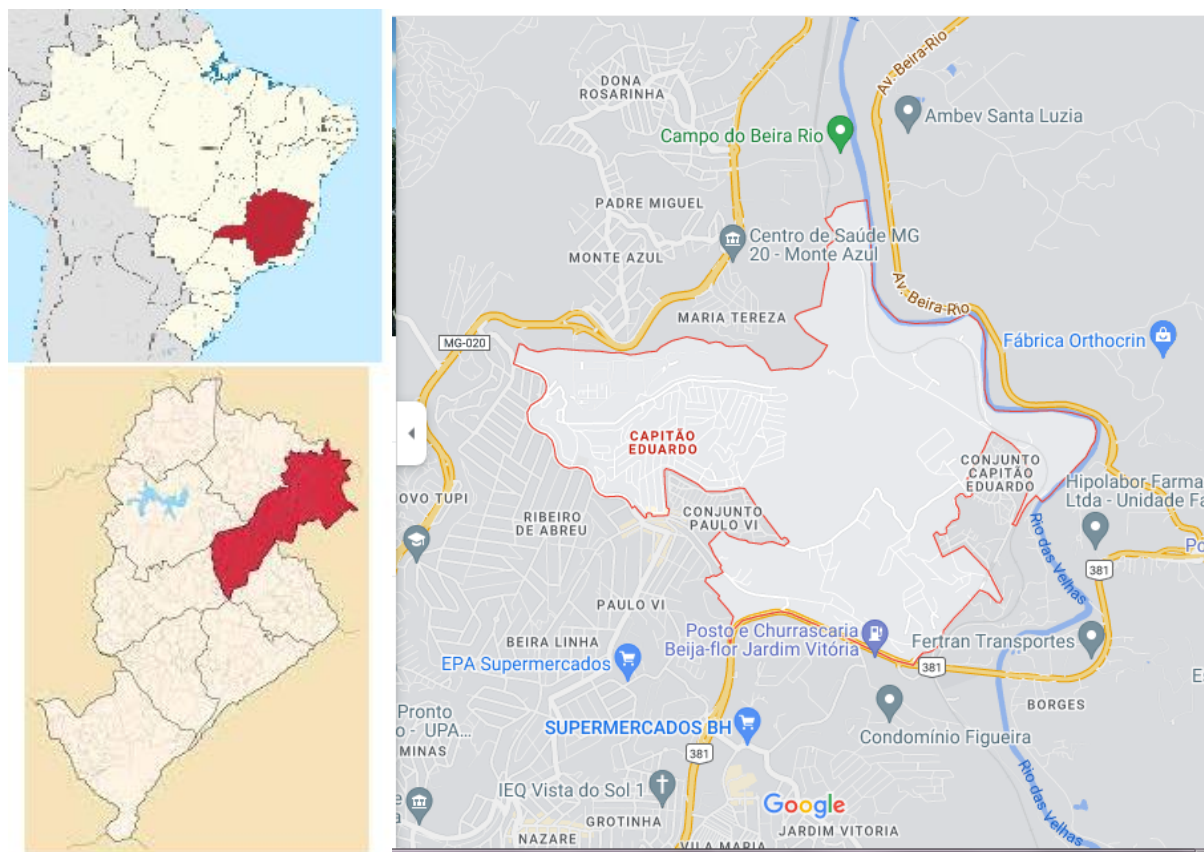 Av. Beira-Rio
DONA
ROSARINHA
Ambev Santa Luzia
Campo do Beira Rio
PADRE MIGUEL
Centro de Saúde MG
20 - Monte Azul
MONTE AZUL
Av. Beira-Rio
MARIA TEREZA
MG-020
Fábrica Orthocrin
CAPITÃO
EDUARDO
CONJUNTO
CAPITÃO
EDUARDO
Hipolabor Farma
Ltda - Unidade Fa
OVO TUPI
RIBEIRO
DE ABREU
CONJUNTO
PAULO VI
Rio das Velhas
Po
381
PAULO VI
Posto e Churrascaria
Beija-flor Jardim Vitória
BEIRA LINHA
EPA Supermercados
Fertran Transportes
381
E
BORGES
Pronto
o - UPA...
MINAS
SUPERMERCADOS BH
Condomínio Figueira
381
Rio das Velhas
IEQ Vista do Sol 1
e
a
GROTINHA
Google
NAZARE
JARDIM VITORIA
VILA MARIA